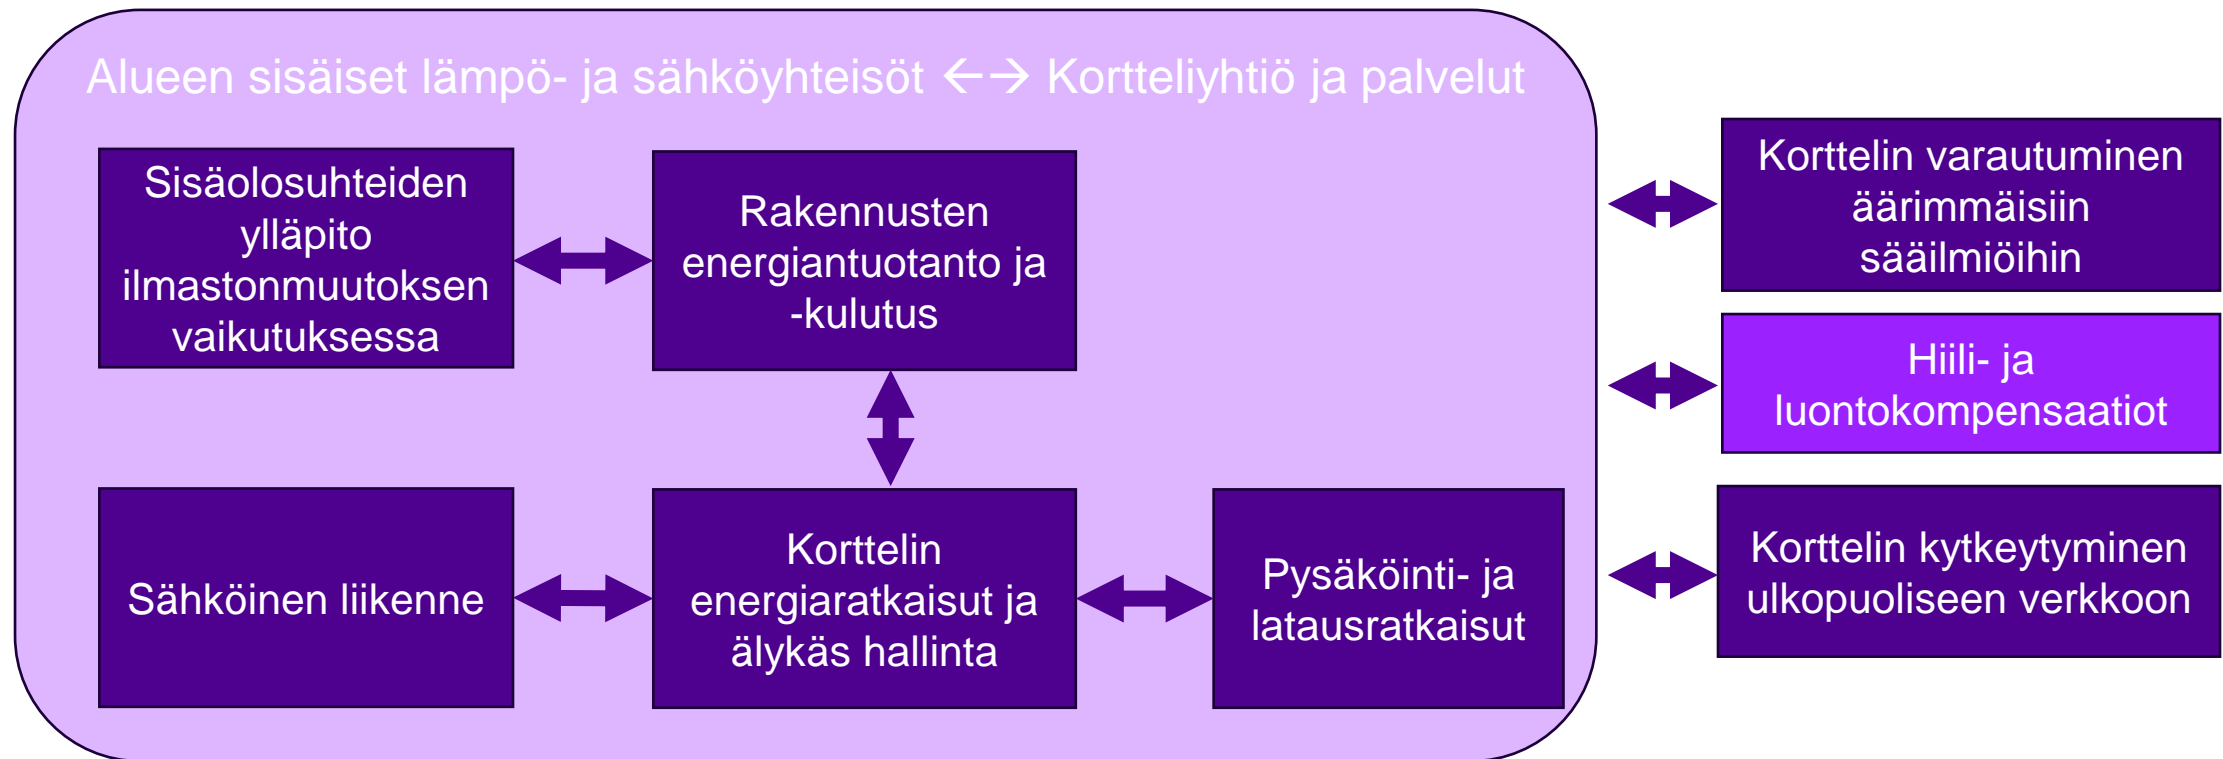 Alueen sisäiset lämpö- ja sähköyhteisöt ←→ Kortteliyhtiö ja palvelut
Sisäolosuhteiden
ylläpito
ilmastonmuutoksen
vaikutuksessa
Rakennusten
energiantuotanto ja
-kulutus
Sähköinen liikenne
Korttelin
energiaratkaisut ja
älykäs hallinta
Pysäköinti- ja
latausratkaisut
Korttelin varautuminen
äärimmäisiin
sääilmiöihin
Hiili- ja
luontokompensaatiot
Korttelin kytkeytyminen
ulkopuoliseen verkkoon